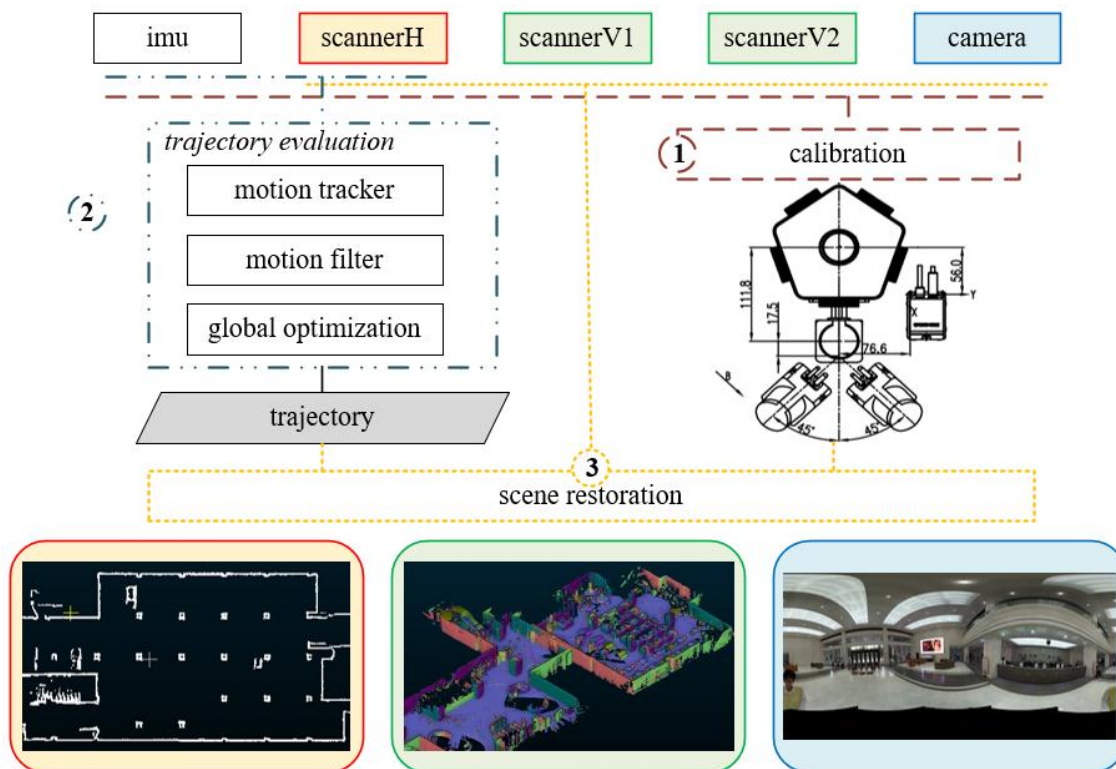 imu
scannerH
scannerV1
scannerV2
camera
trajectory evaluation
motion tracker
motion filter
global optimization
2
trajectory
1
calibration
111.8
17.5
76.6
56.0
Y
X
B
45°
45°
3
scene restoration